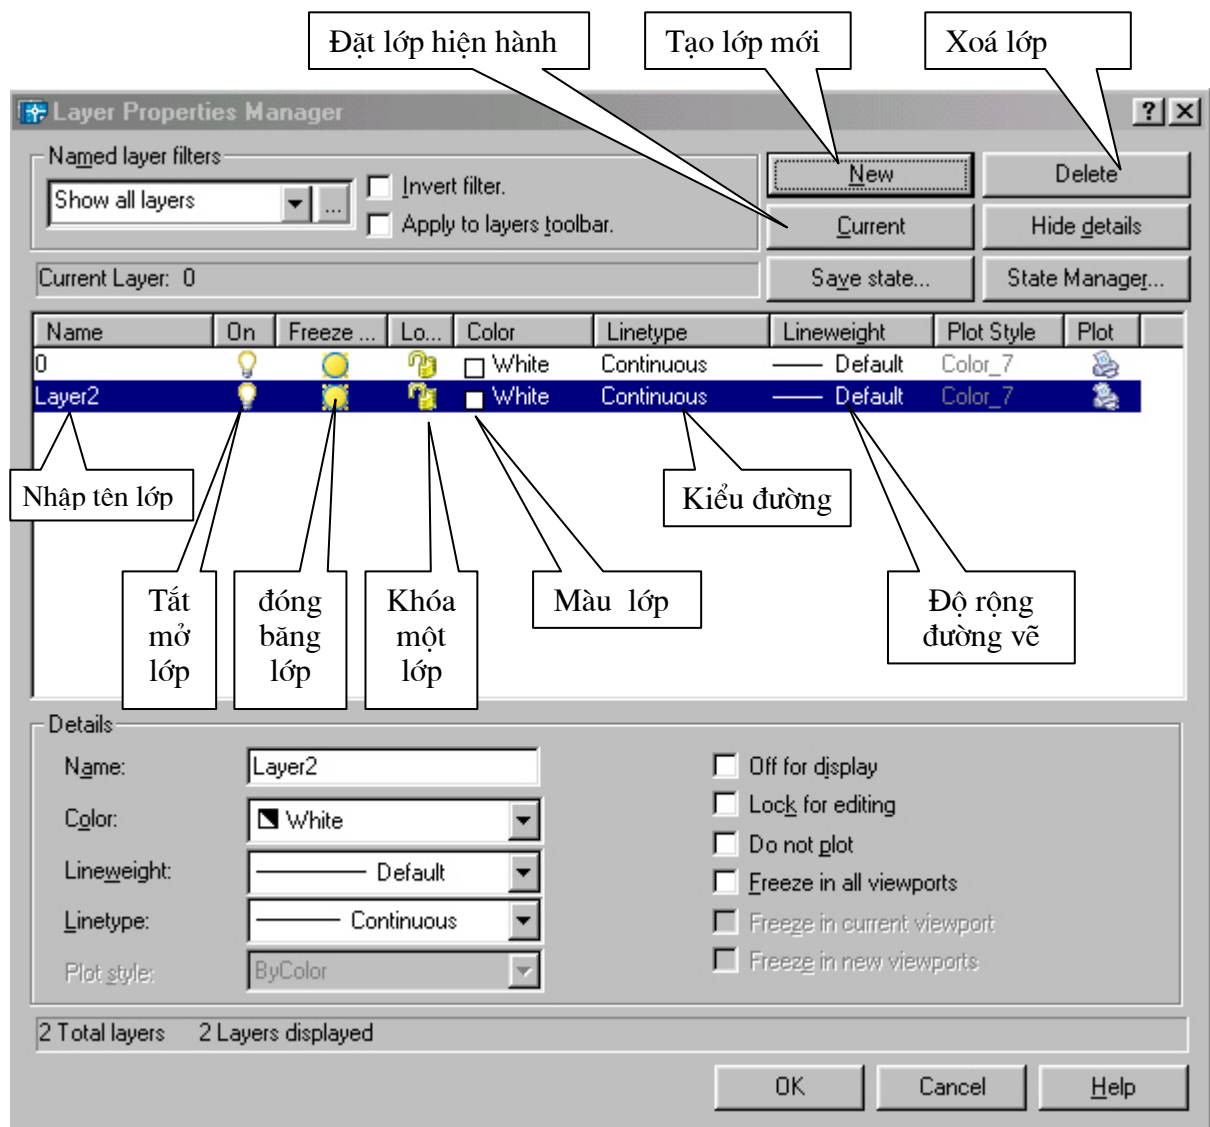 Đặt lớp hiện hành
Tạo lớp mới
Xoá lớp
Layer Properties Manager
Named layer filters
Show all layers
...
Invert filter.
Apply to layers toolbar.
New
Delete
Current
Hide details
Current Layer: 0
Save state...
State Manager...
Name On Freeze ... Lo... Color Linetype Lineweight Plot Style Plot
0 White Continuous Default Color_7
Layer2 White Continuous Default Color_7
Nhập tên lớp
Kiểu đường
Tắt
mở
lớp
đóng
băng
lớp
Khóa
một
lớp
Màu lớp
Độ rộng
đường vẽ
Details
Name: Layer2
Color: White
Lineweight: Default
Linetype: Continuous
Plot style: ByColor
Off for display
Lock for editing
Do not plot
Freeze in all viewports
Freeze in current viewport
Freeze in new viewports
2 Total layers 2 Layers displayed
OK
Cancel
Help